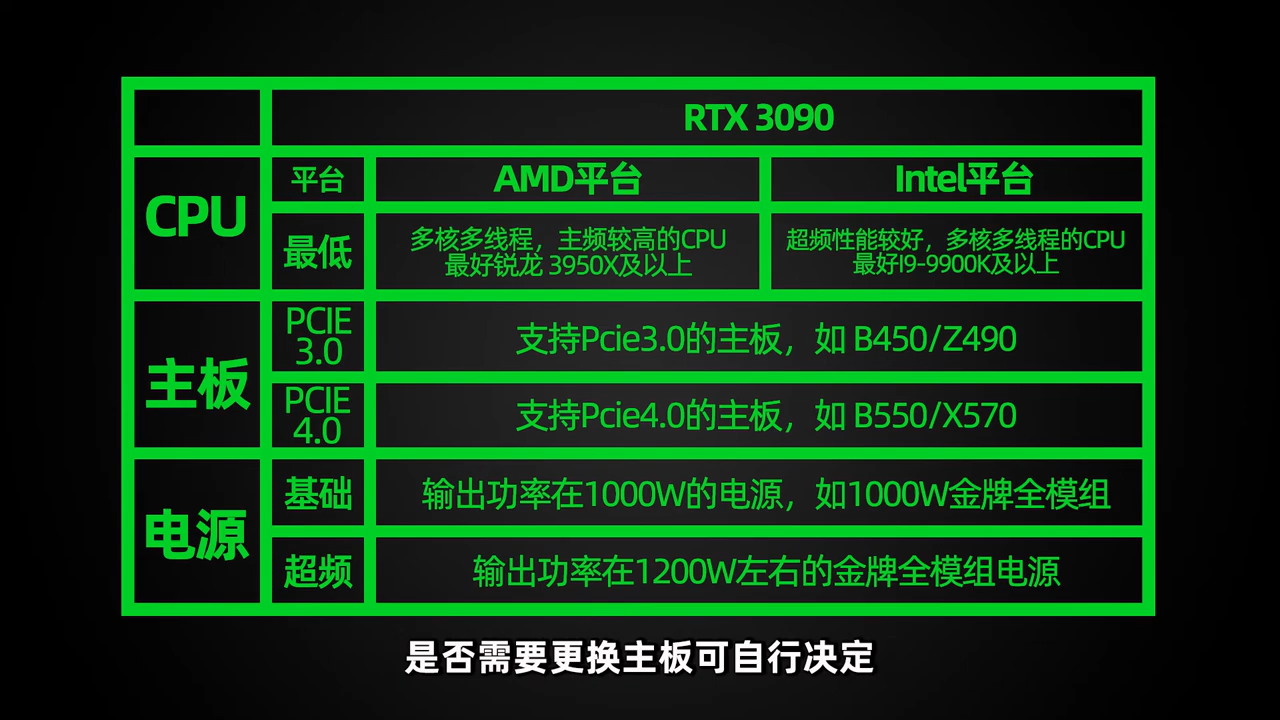 RTX 3090
CPU
平台
AMD平台
Intel平台
最低
多核多线程，主频较高的CPU
最好锐龙 3950X及以上
超频性能较好，多核多线程的CPU
最好I9-9900K及以上
主板
PCIE
3.0
支持Pcie3.0的主板，如 B450/Z490
PCIE
4.0
支持Pcie4.0的主板，如 B550/X570
电源
基础
输出功率在1000W的电源，如1000W金牌全模组
超频
输出功率在1200W左右的金牌全模组电源
是否需要更换主板可自行决定